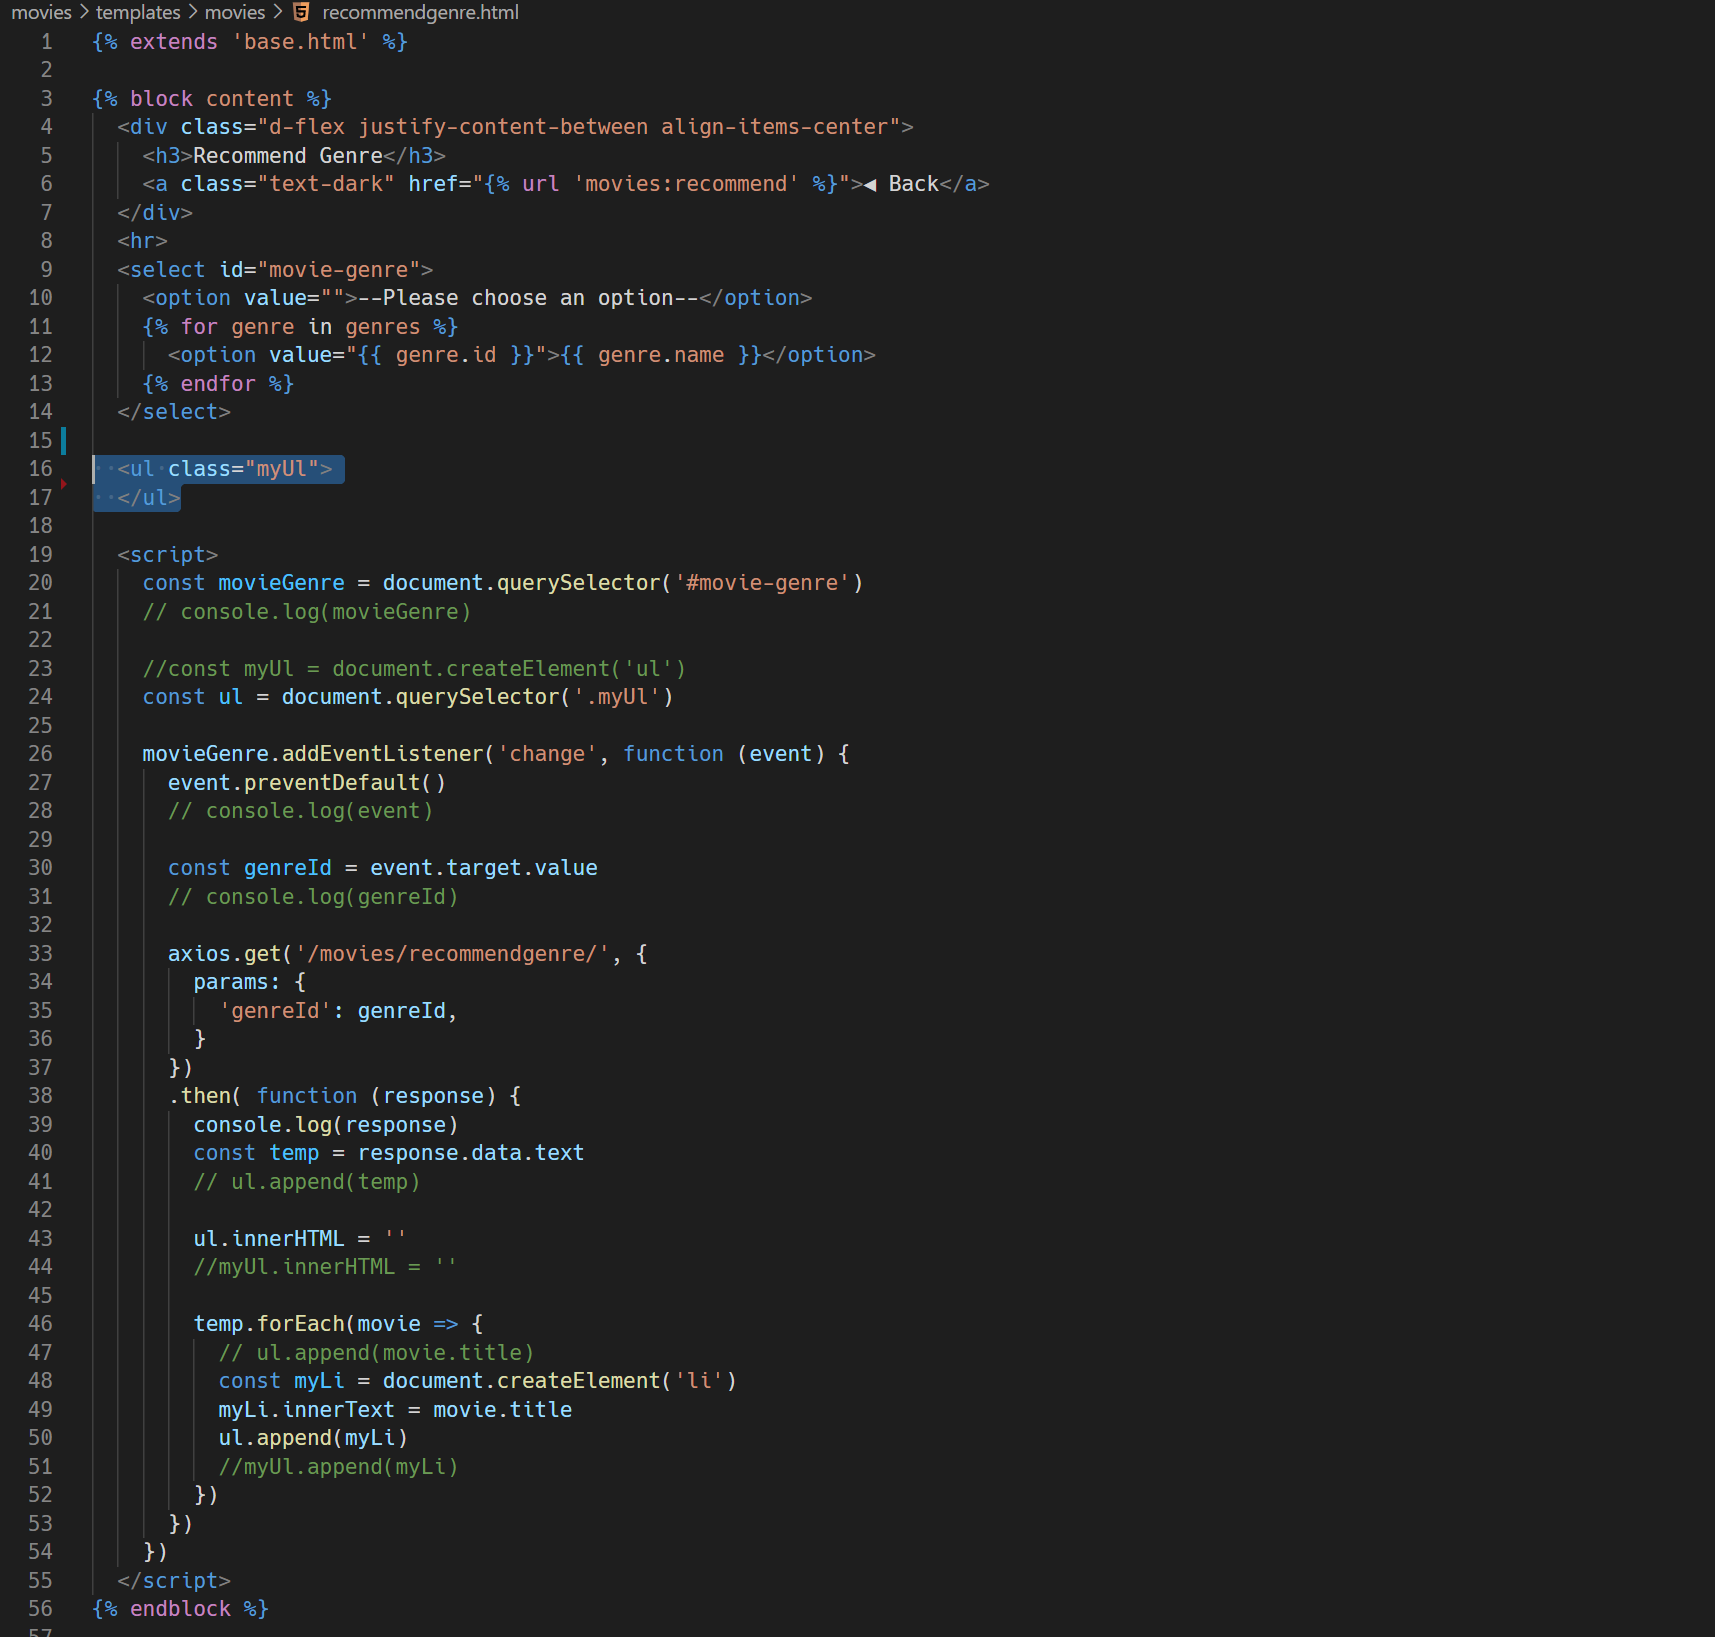 movies > templates > movies > recommendgenre.html
1 {% extends 'base.html' %}
2
3 {% block content %}
4 <div class="d-flex justify-content-between align-items-center">
5 <h3>Recommend Genre</h3>
6 <a class="text-dark" href="{% url 'movies:recommend' %}">◀ Back</a>
7 </div>
8 <hr>
9 <select id="movie-genre">
10 <option value="">--Please choose an option--</option>
11 {% for genre in genres %}
12 <option value="{{ genre.id }}">{{ genre.name }}</option>
13 {% endfor %}
14 </select>
15
16 <ul class="myUl">
17 </ul>
18
19 <script>
20 const movieGenre = document.querySelector('#movie-genre')
21 // console.log(movieGenre)
22
23 //const myUl = document.createElement('ul')
24 const ul = document.querySelector('.myUl')
25
26 movieGenre.addEventListener('change', function (event) {
27 event.preventDefault()
28 // console.log(event)
29
30 const genreId = event.target.value
31 // console.log(genreId)
32
33 axios.get('/movies/recommendgenre/', {
34 params: {
35 'genreId': genreId,
36 }
37 })
38 .then( function (response) {
39 console.log(response)
40 const temp = response.data.text
41 // ul.append(temp)
42
43 ul.innerHTML = ''
44 //myUl.innerHTML = ''
45
46 temp.forEach(movie => {
47 // ul.append(movie.title)
48 const myLi = document.createElement('li')
49 myLi.innerText = movie.title
50 ul.append(myLi)
51 //myUl.append(myLi)
52 })
53 })
54 })
55 </script>
56 {% endblock %}
57